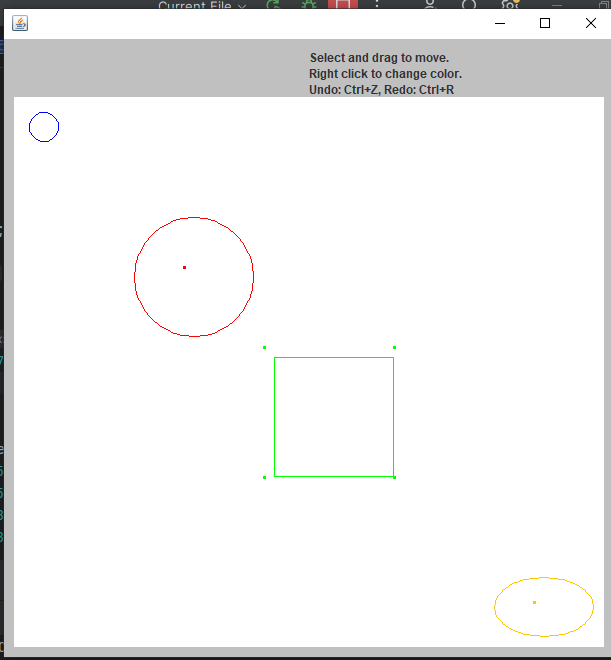 Current File
Select and drag to move.
Right click to change color.
Undo: Ctrl+Z, Redo: Ctrl+R